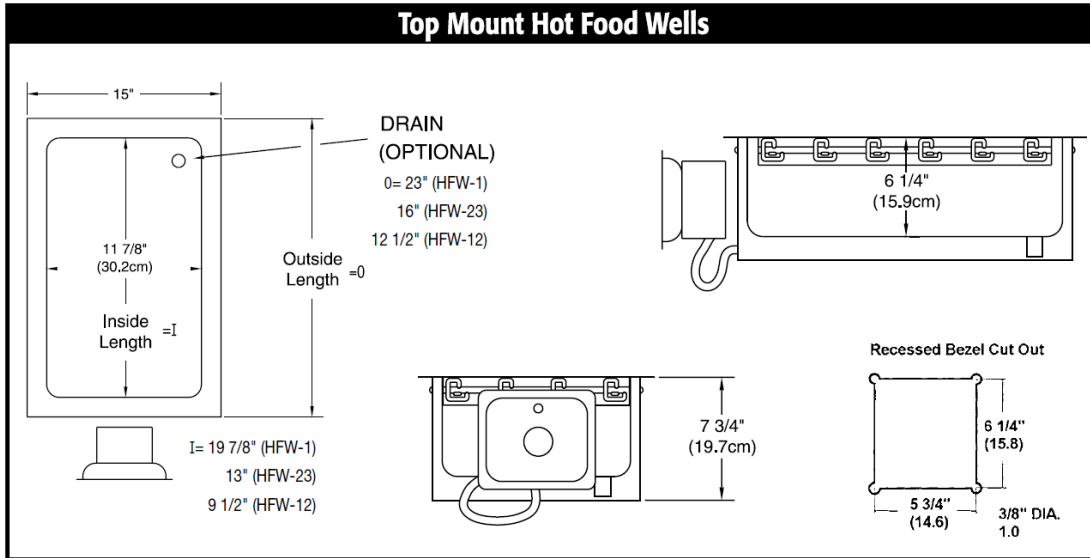 Top Mount Hot Food Wells
15"
DRAIN
(OPTIONAL)
0= 23" (HFW-1)
16" (HFW-23)
12 1/2" (HFW-12)
11 7/8"
(30.2cm)
Outside
Length =0
Inside
Length =I
I= 19 7/8" (HFW-1)
13" (HFW-23)
9 1/2" (HFW-12)
6 1/4"
(15.9cm)
7 3/4"
(19.7cm)
Recessed Bezel Cut Out
6 1/4"
(15.8)
5 3/4"
(14.6)
3/8" DIA.
1.0